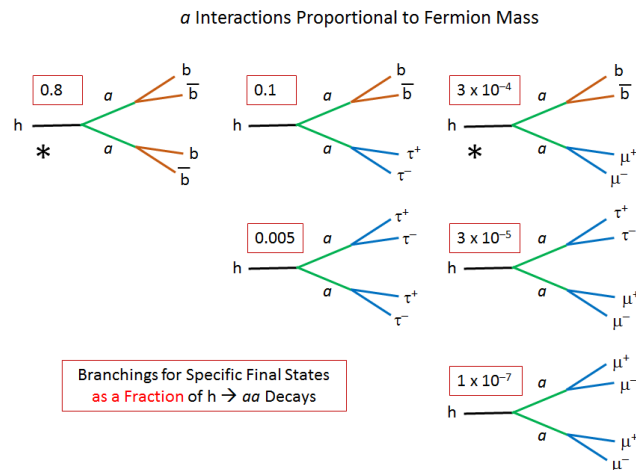 a Interactions Proportional to Fermion Mass
0.8
h
*
a
a
b
b̅
b
b̅
0.1
h
a
a
b
b̅
τ⁺
τ⁻
3 x 10⁻⁴
h
*
a
a
b
b̅
μ⁺
μ⁻
0.005
h
a
a
τ⁺
τ⁻
τ⁺
τ⁻
3 x 10⁻⁵
h
a
a
τ⁺
τ⁻
μ⁺
μ⁻
Branchings for Specific Final States
as a Fraction of h → aa Decays
1 x 10⁻⁷
h
a
a
μ⁺
μ⁻
μ⁺
μ⁻